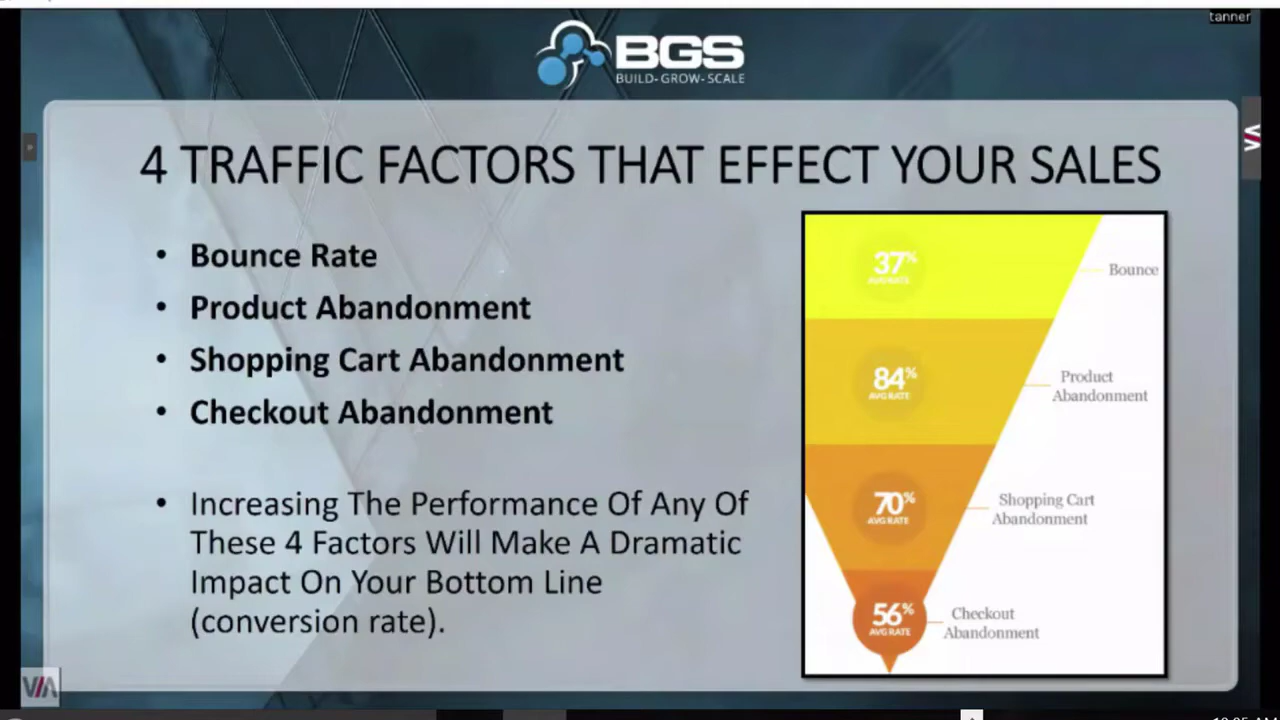 tanner
BGS
BUILD-GROW-SCALE
4 TRAFFIC FACTORS THAT EFFECT YOUR SALES
• Bounce Rate
• Product Abandonment
• Shopping Cart Abandonment
• Checkout Abandonment
• Increasing The Performance Of Any Of
These 4 Factors Will Make A Dramatic
Impact On Your Bottom Line
(conversion rate).
37%
AVG RATE
Bounce
84%
AVG RATE
Product
Abandonment
70%
AVG RATE
Shopping Cart
Abandonment
56%
AVG RATE
Checkout
Abandonment
VIA